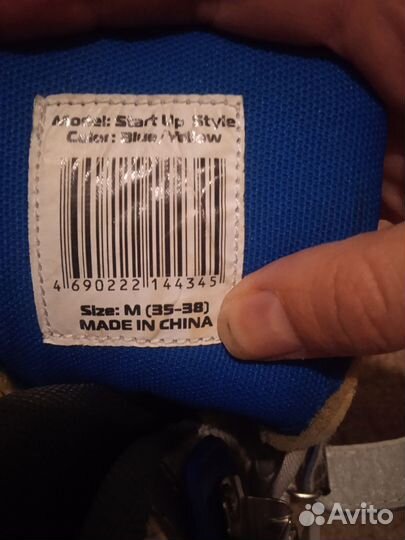 Model: Start Up Style
Color: Blue/Yellow
4 690222 144345
Size: M (35-38)
MADE IN CHINA
Avito